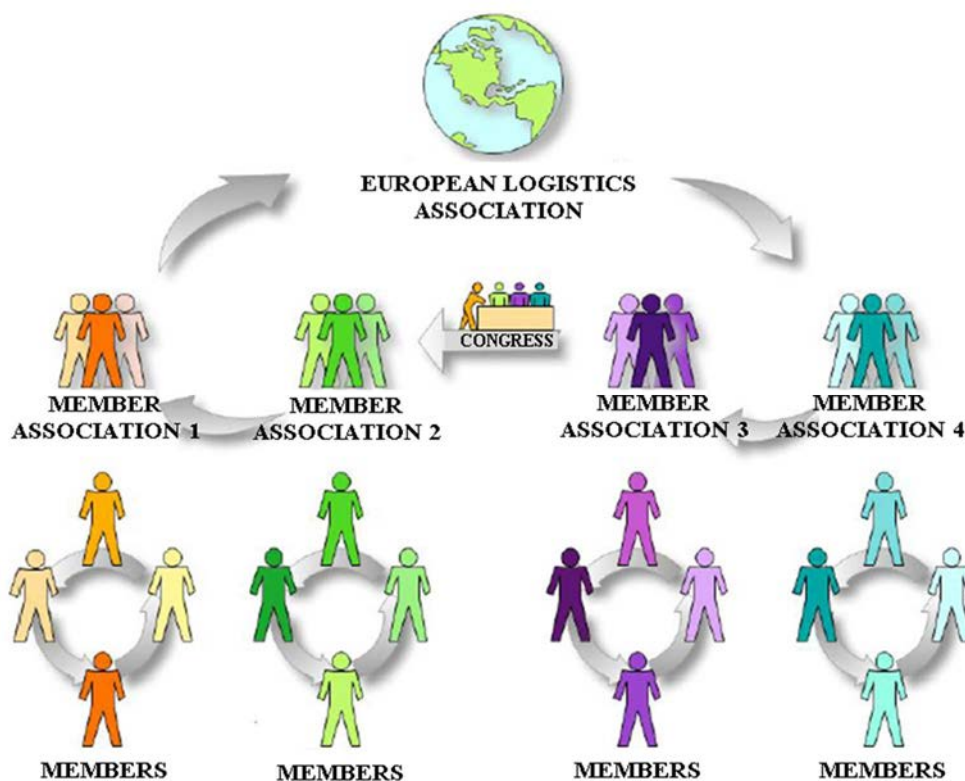 EUROPEAN LOGISTICS
ASSOCIATION
CONGRESS
MEMBER
ASSOCIATION 1
MEMBER
ASSOCIATION 2
MEMBER
ASSOCIATION 3
MEMBER
ASSOCIATION 4
MEMBERS
MEMBERS
MEMBERS
MEMBERS